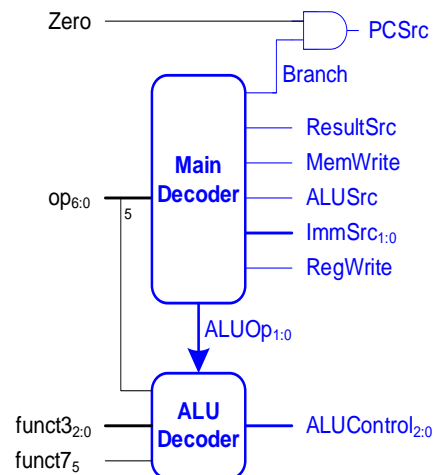 Zero
PCSrc
Branch
ResultSrc
Main
Decoder
MemWrite
op6:0
5
ALUSrc
ImmSrc1:0
RegWrite
ALUOp1:0
funct32:0
ALU
Decoder
ALUControl2:0
funct75